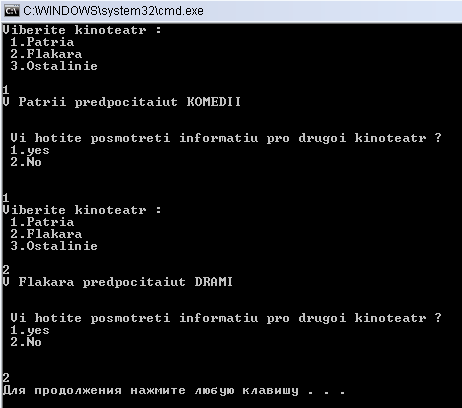 C:\WINDOWS\system32\cmd.exe
Viberite kinoteatr :
1.Patria
2.Flakara
3.Ostalinie
1
V Patrii predpocitaiut KOMEDII
Vi hotite posmotreti informatiu pro drugoi kinoteatr ?
1.yes
2.No
1
Viberite kinoteatr :
1.Patria
2.Flakara
3.Ostalinie
2
V Flakara predpocitaiut DRAMI
Vi hotite posmotreti informatiu pro drugoi kinoteatr ?
1.yes
2.No
2
Для продолжения нажмите любую клавишу . . .